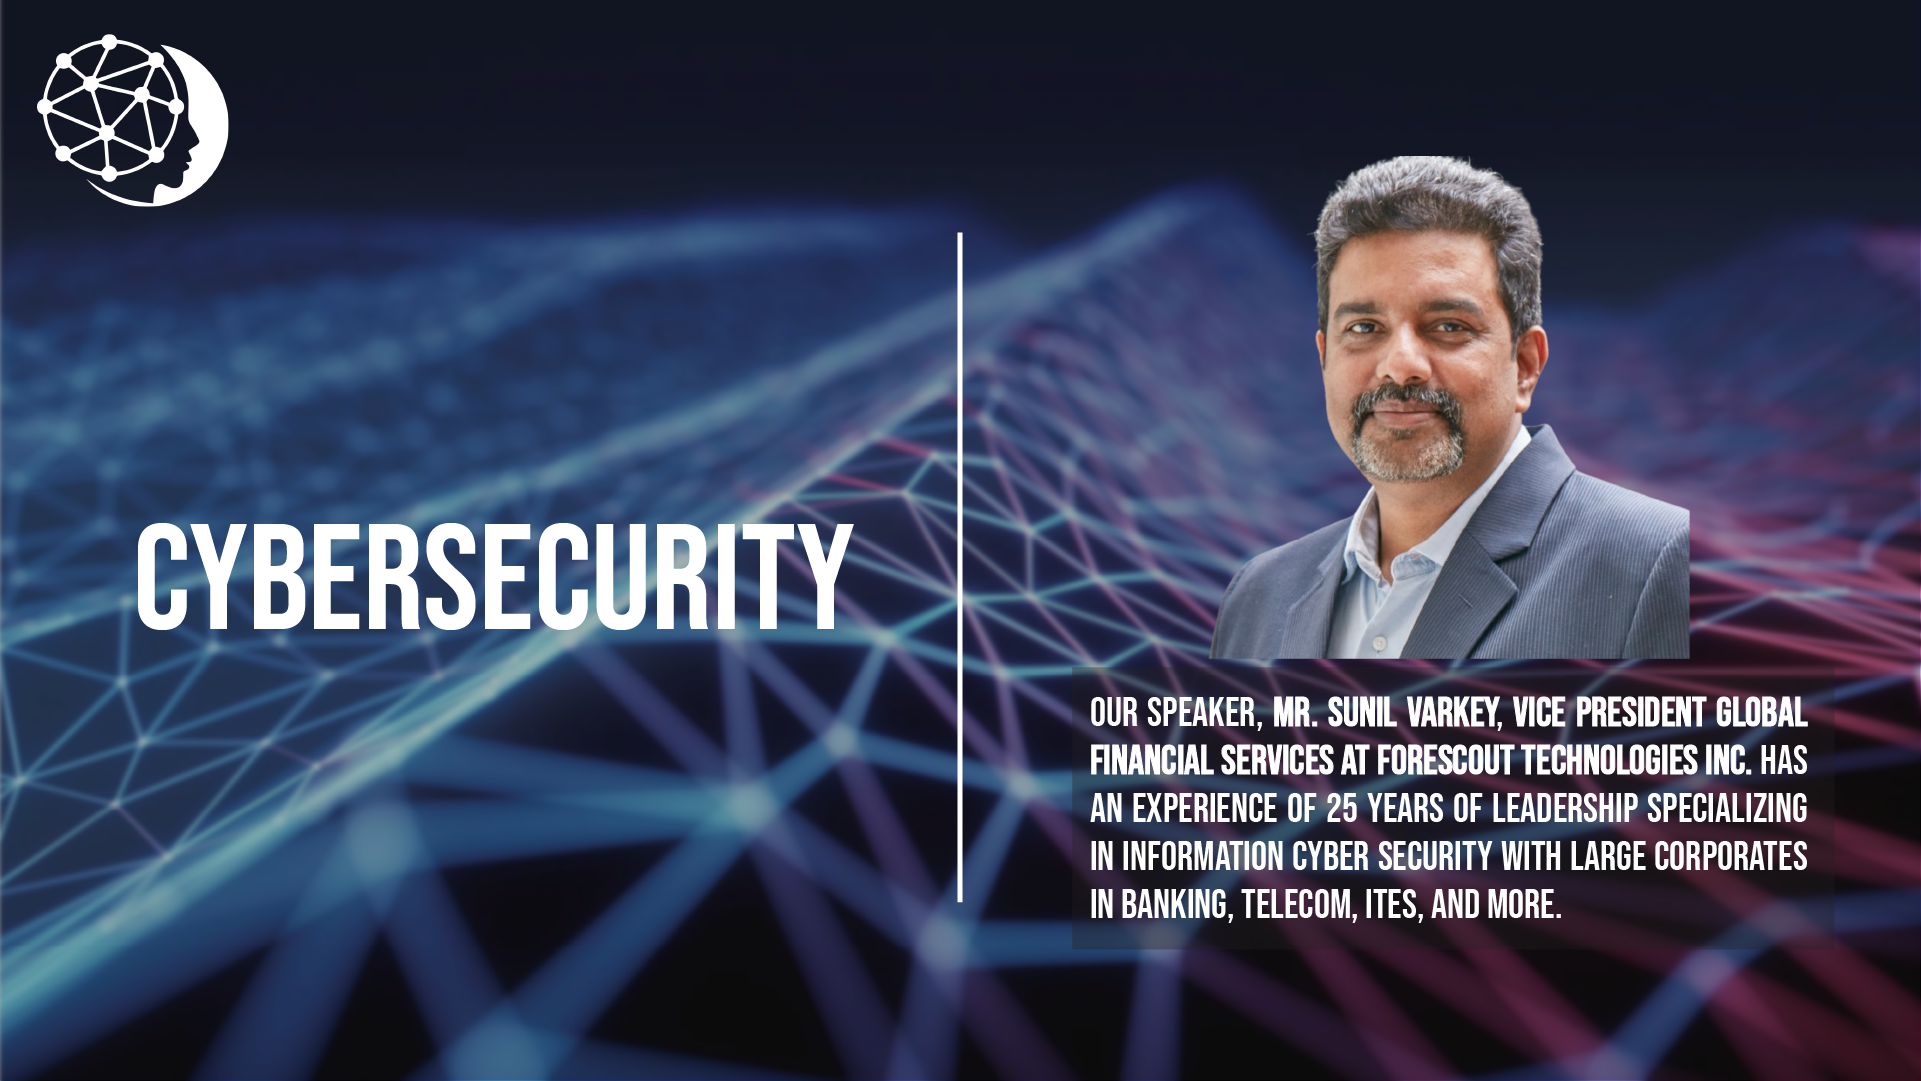 CYBERSECURITY
OUR SPEAKER, MR. SUNIL VARKEY, VICE PRESIDENT GLOBAL
FINANCIAL SERVICES AT FORESCOUT TECHNOLOGIES INC. HAS
AN EXPERIENCE OF 25 YEARS OF LEADERSHIP SPECIALIZING
IN INFORMATION CYBER SECURITY WITH LARGE CORPORATES
IN BANKING, TELECOM, ITES, AND MORE.